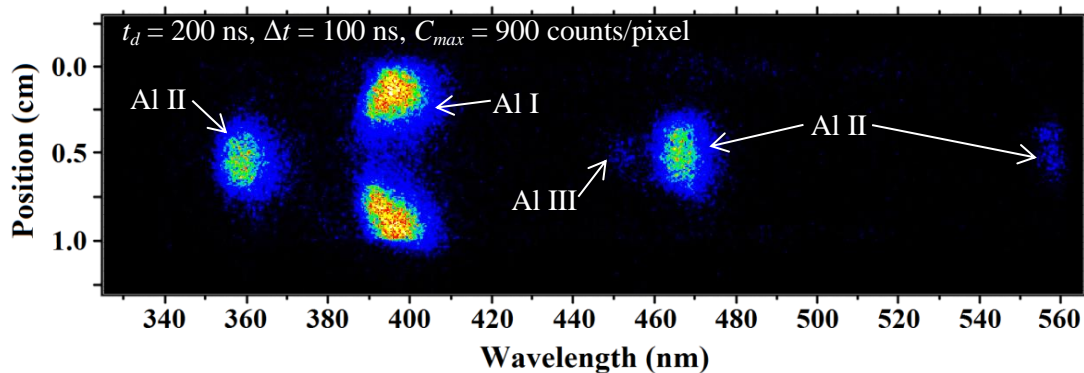 t_d = 200 ns, Δt = 100 ns, C_max = 900 counts/pixel
Position (cm)
0.0
0.5
1.0
Al II
Al I
Al II
Al III
340 360 380 400 420 440 460 480 500 520 540 560
Wavelength (nm)